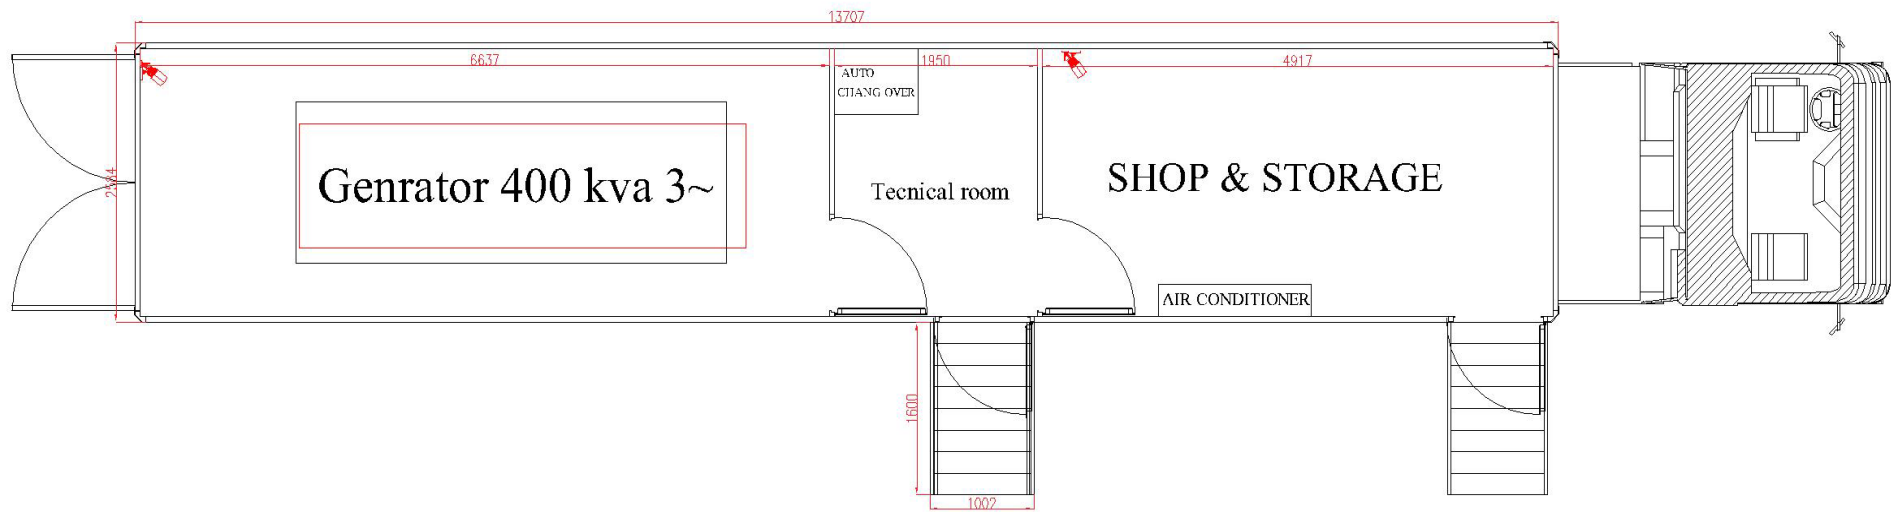 13707
6637
1950
4917
AUTO
CHANG OVER
2584
Genrator 400 kva 3~
Tecnical room
SHOP & STORAGE
AIR CONDITIONER
1600
1002